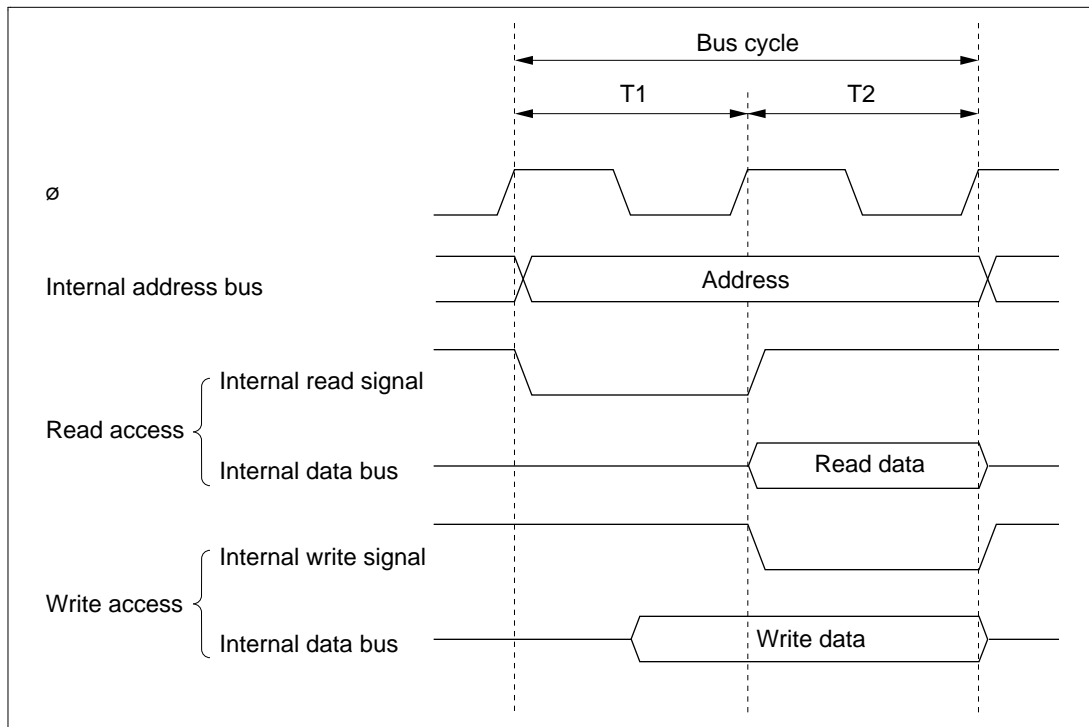 Bus cycle
T1 T2
ø
Internal address bus Address
Internal read signal
Read access
Internal data bus Read data
Internal write signal
Write access
Internal data bus Write data